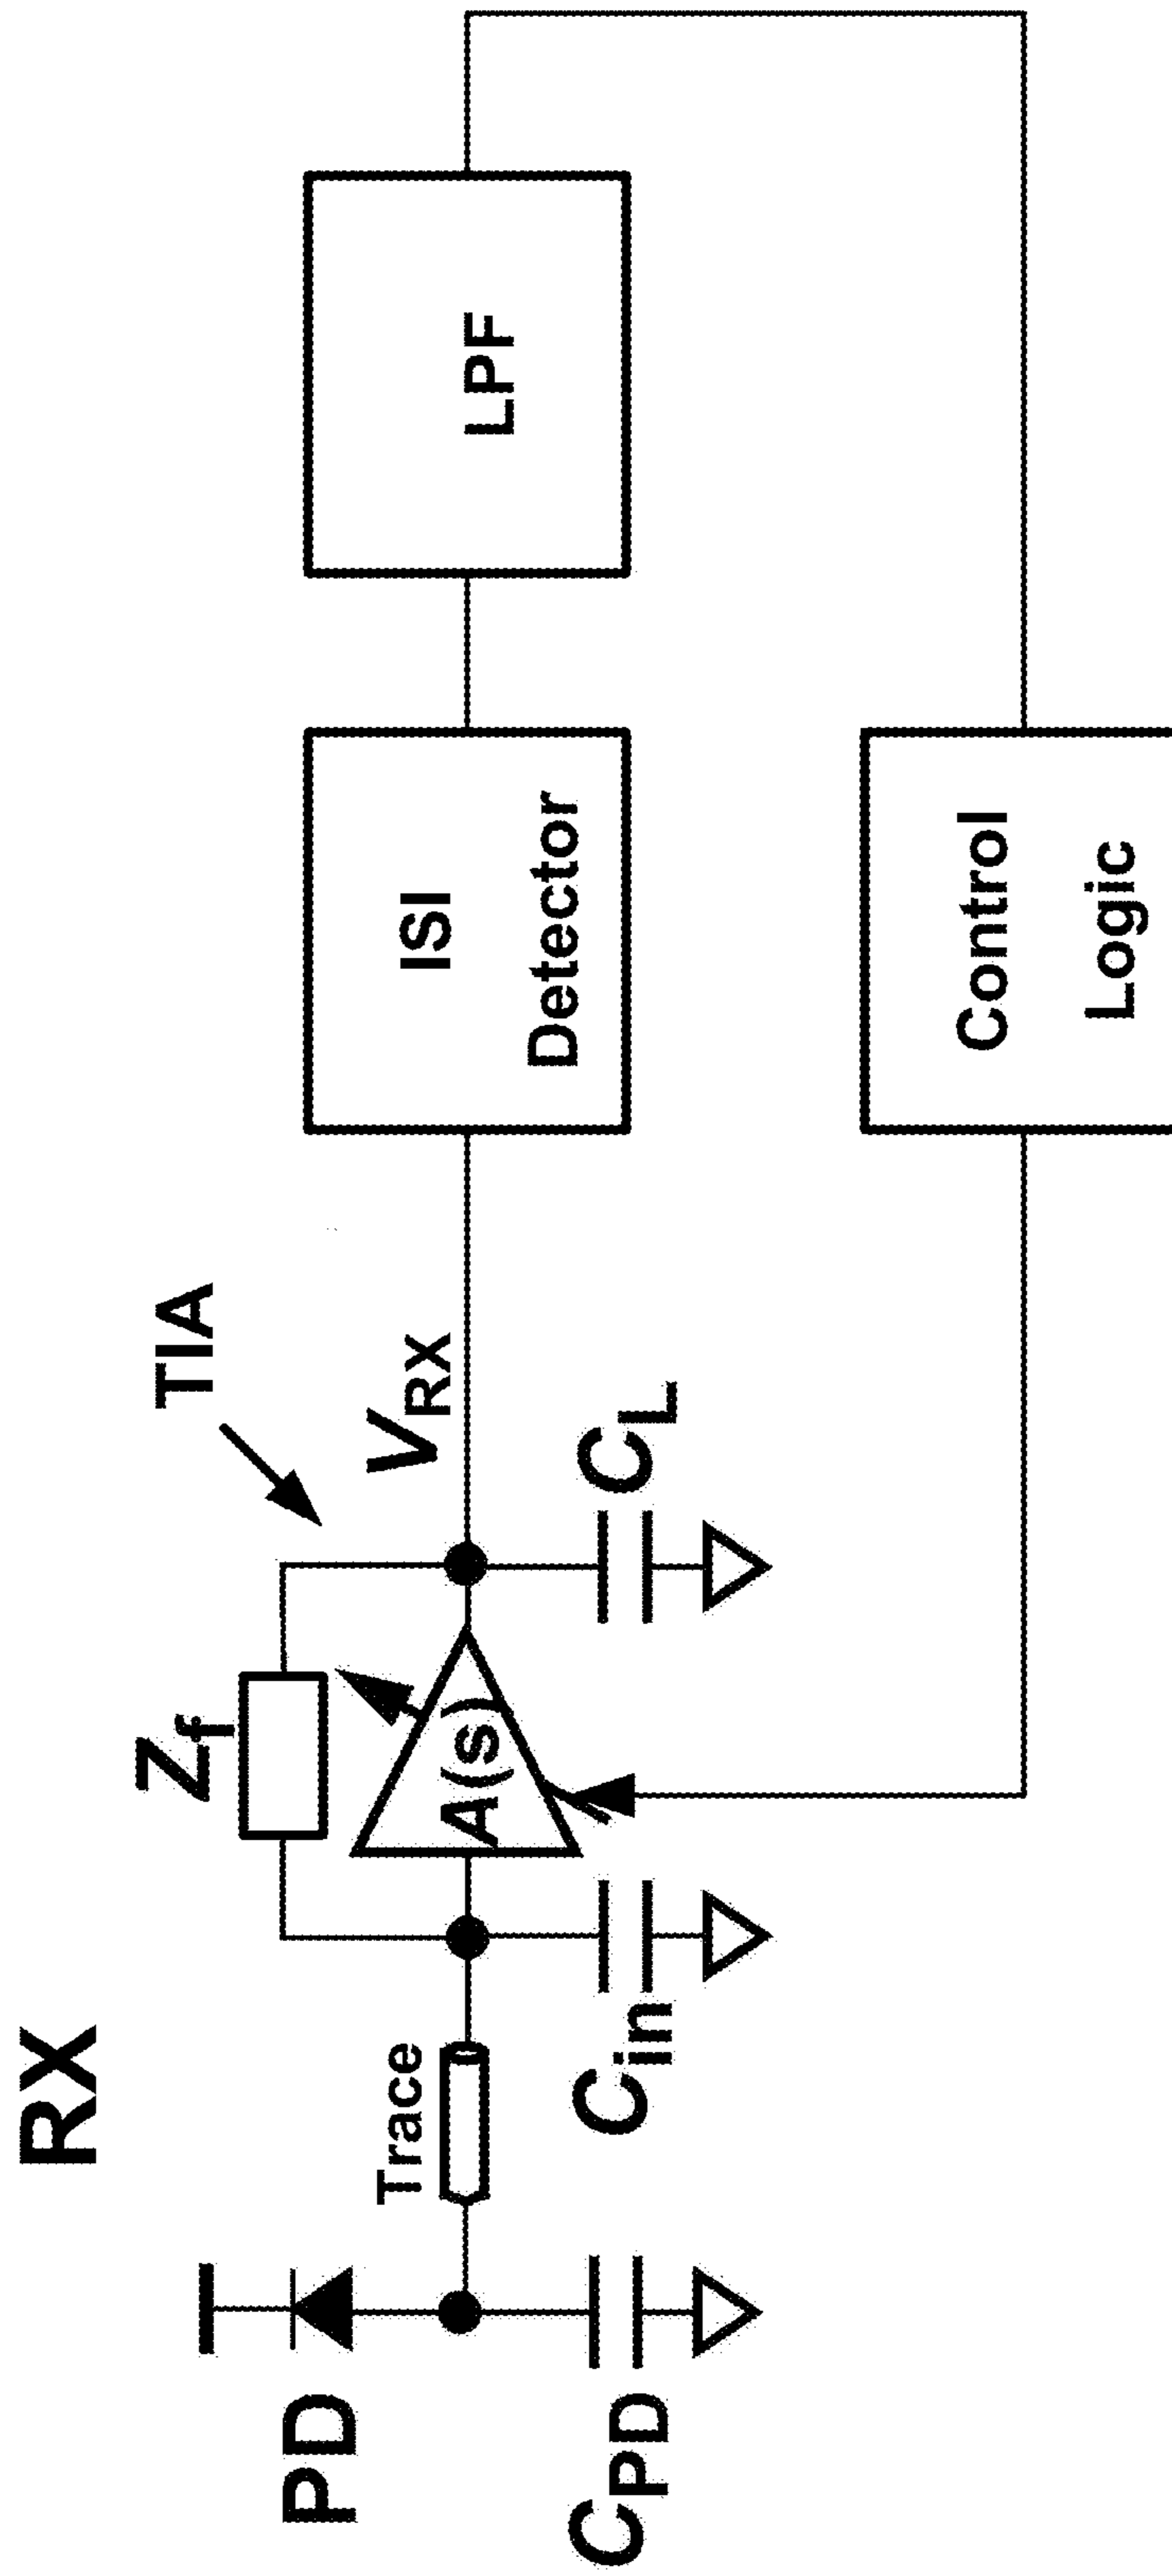 RX
TIA
Zf
PD
Trace
A(s)
VRX
ISI
Detector
LPF
CPD
Cin
CL
Control
Logic